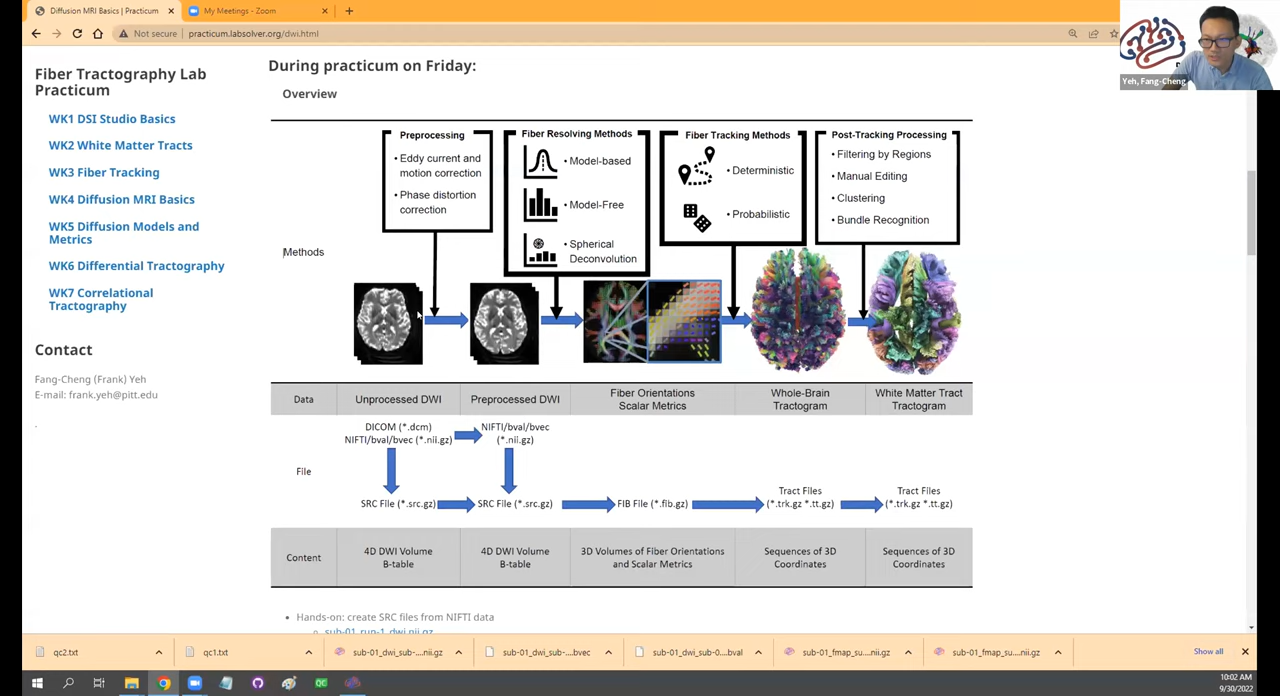 Diffusion MRI Basics | Practicum
My Meetings - Zoom
Not secure | practicum.labsolver.org/dwi.html
Yeh, Fang-Cheng
Fiber Tractography Lab
Practicum
WK1 DSI Studio Basics
WK2 White Matter Tracts
WK3 Fiber Tracking
WK4 Diffusion MRI Basics
WK5 Diffusion Models and
Metrics
WK6 Differential Tractography
WK7 Correlational
Tractography
Contact
Fang-Cheng (Frank) Yeh
E-mail: frank.yeh@pitt.edu
.
During practicum on Friday:
Overview
Methods
Preprocessing
• Eddy current and
motion correction
• Phase distortion
correction
Fiber Resolving Methods
• Model-based
• Model-Free
• Spherical
Deconvolution
Fiber Tracking Methods
• Deterministic
• Probabilistic
Post-Tracking Processing
• Filtering by Regions
• Manual Editing
• Clustering
• Bundle Recognition
Data
Unprocessed DWI
Preprocessed DWI
Fiber Orientations
Scalar Metrics
Whole-Brain
Tractogram
White Matter Tract
Tractogram
File
DICOM (*.dcm)
NIFTI/bval/bvec (*.nii.gz)
NIFTI/bval/bvec
(*.nii.gz)
SRC File (*.src.gz)
SRC File (*.src.gz)
FIB File (*.fib.gz)
Tract Files
(*.trk.gz *.tt.gz)
Tract Files
(*.trk.gz *.tt.gz)
Content
4D DWI Volume
B-table
4D DWI Volume
B-table
3D Volumes of Fiber Orientations
and Scalar Metrics
Sequences of 3D
Coordinates
Sequences of 3D
Coordinates
• Hands-on: create SRC files from NIFTI data
sub-01_run-1_dwi.nii.gz
qc2.txt
qc1.txt
sub-01_dwi_sub-....nii.gz
sub-01_dwi_sub-...bvec
sub-01_dwi_sub-0....bval
sub-01_fmap_su....nii.gz
sub-01_fmap_su....nii.gz
Show all
QC
10:02 AM
9/30/2022